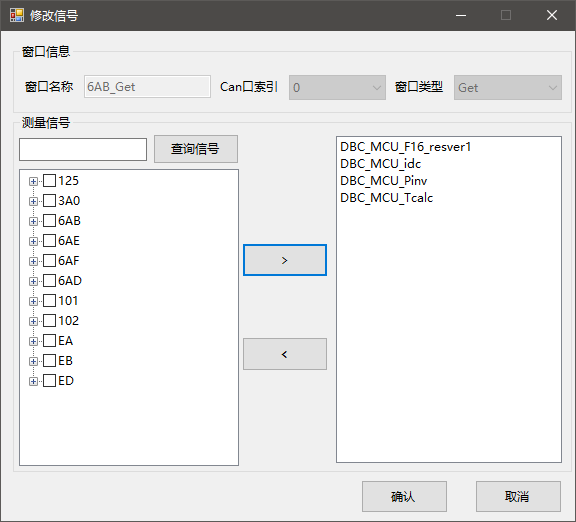 修改信号
窗口信息
窗口名称 6AB_Get Can口索引 0 窗口类型 Get
测量信号
查询信号
125
3A0
6AB
6AE
6AF
6AD
101
102
EA
EB
ED
>
<
DBC_MCU_F16_resver1
DBC_MCU_idc
DBC_MCU_Pinv
DBC_MCU_Tcalc
确认 取消